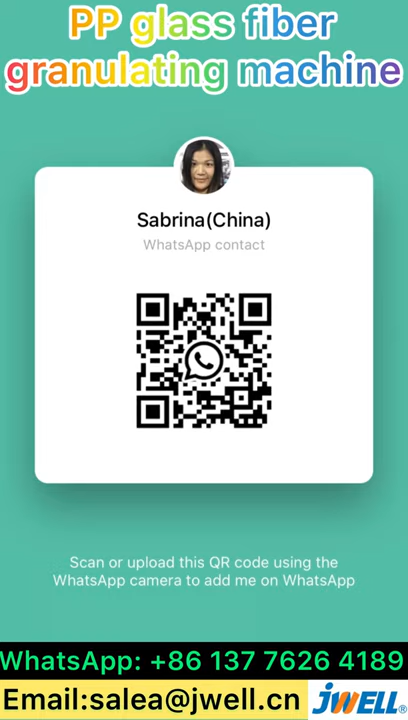 PP glass fiber
granulating machine
Sabrina(China)
WhatsApp contact
Scan or upload this QR code using the
WhatsApp camera to add me on WhatsApp
WhatsApp: +86 137 7626 4189
Email:salea@jwell.cn JWELL®